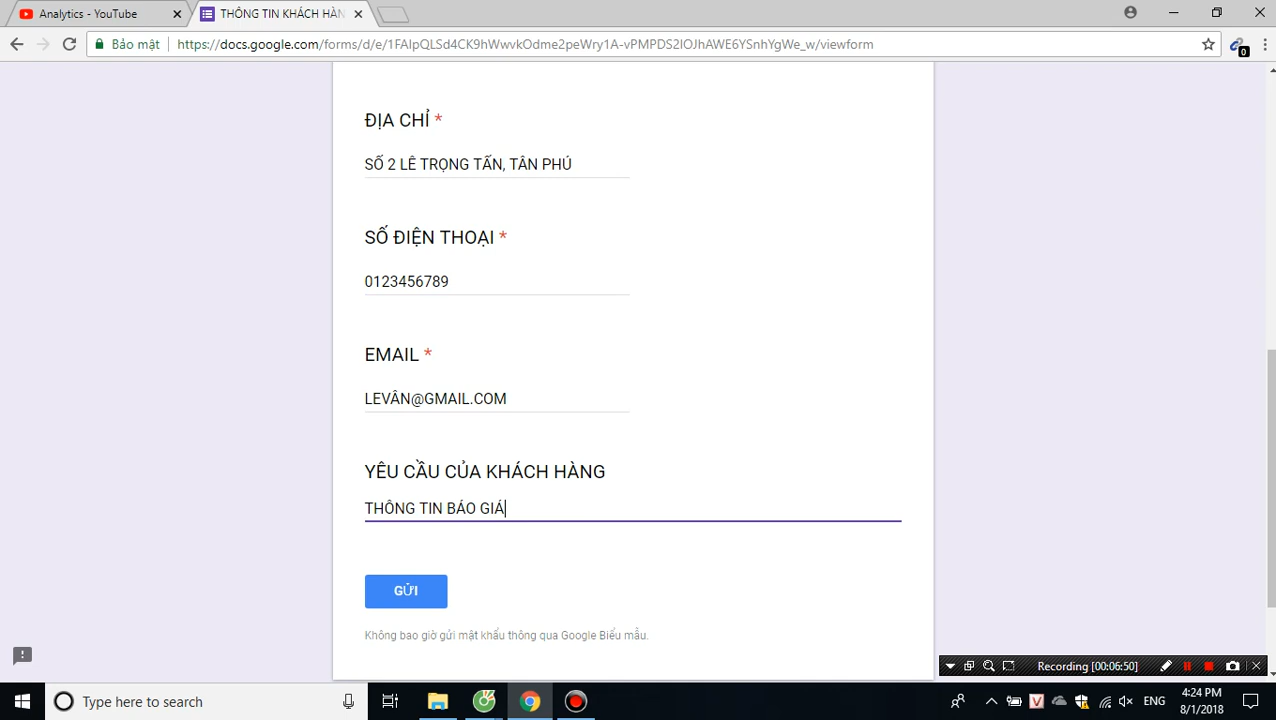 Analytics - YouTube
THÔNG TIN KHÁCH HÀN
Bảo mật
https://docs.google.com/forms/d/e/1FAIpQLSd4CK9hWwvkOdme2peWry1A-vPMPDS2IOJhAWE6YSnhYgWe_w/viewform
0
ĐỊA CHỈ *
SỐ 2 LÊ TRỌNG TẤN, TÂN PHÚ
SỐ ĐIỆN THOẠI *
0123456789
EMAIL *
LEVÂN@GMAIL.COM
YÊU CẦU CỦA KHÁCH HÀNG
THÔNG TIN BÁO GIÁ
GỬI
Không bao giờ gửi mật khẩu thông qua Google Biểu mẫu.
Recording [00:06:50]
Type here to search
V
ENG
4:24 PM
8/1/2018